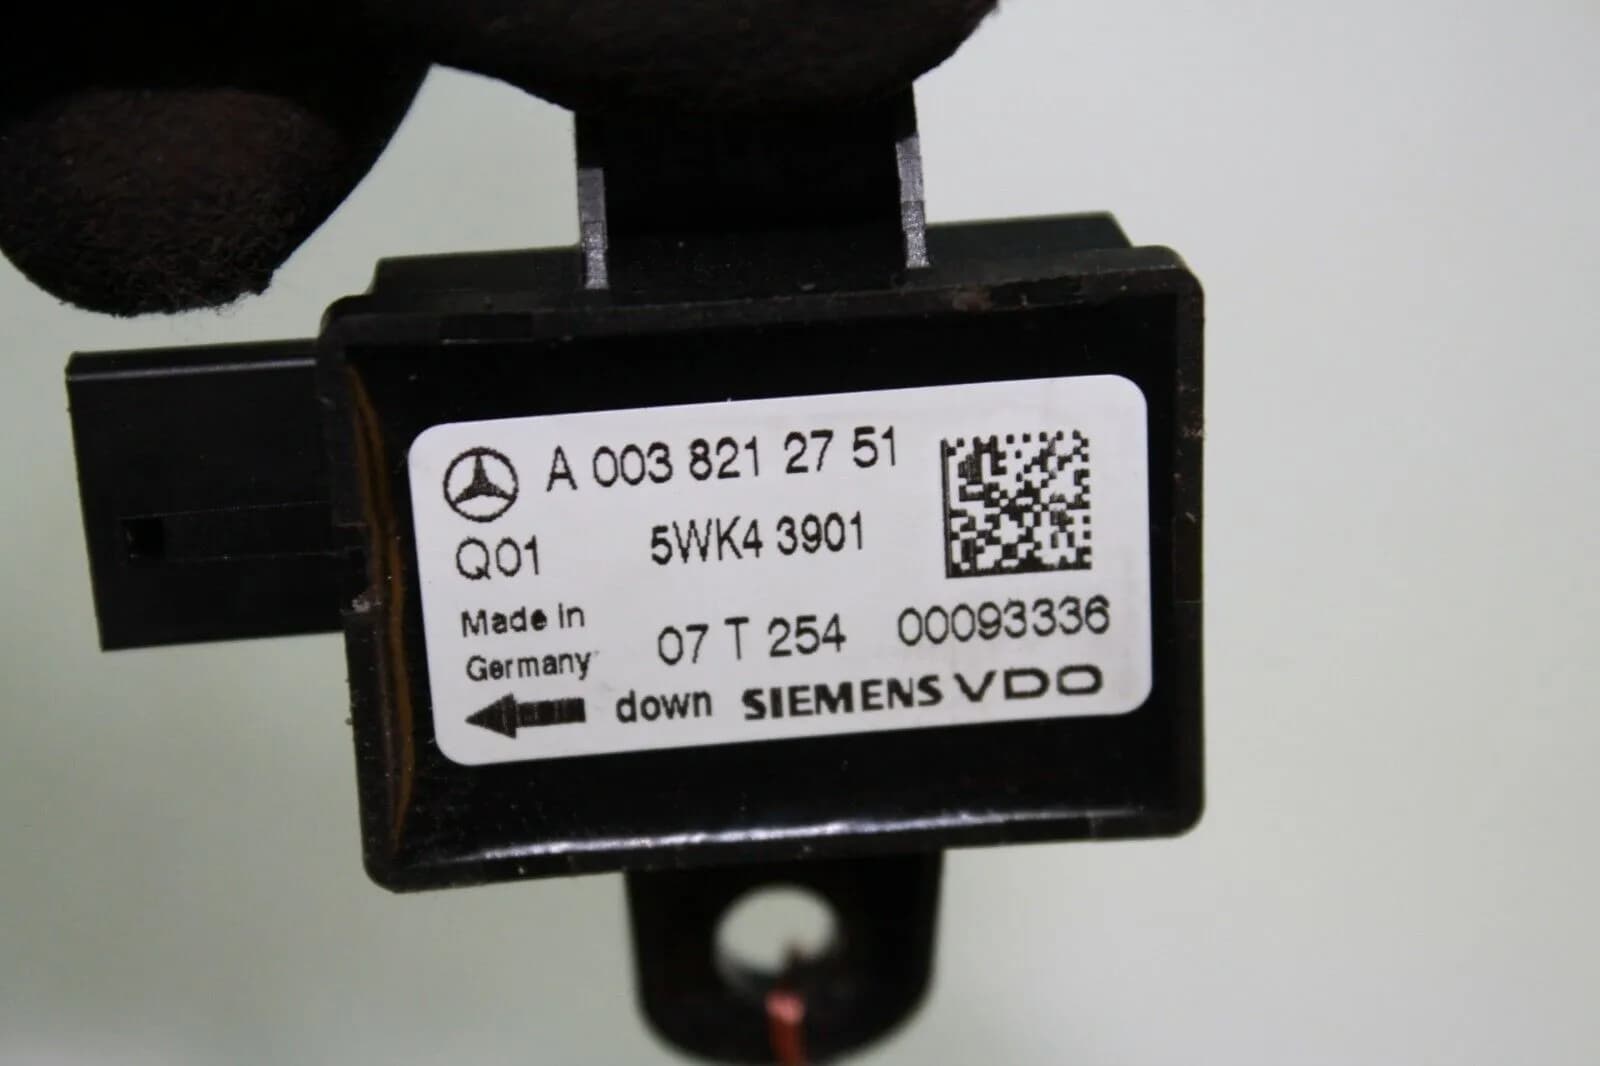 A 003 821 27 51
Q01 5WK4 3901
Made in Germany
07 T 254 00093336
down SIEMENS VDO